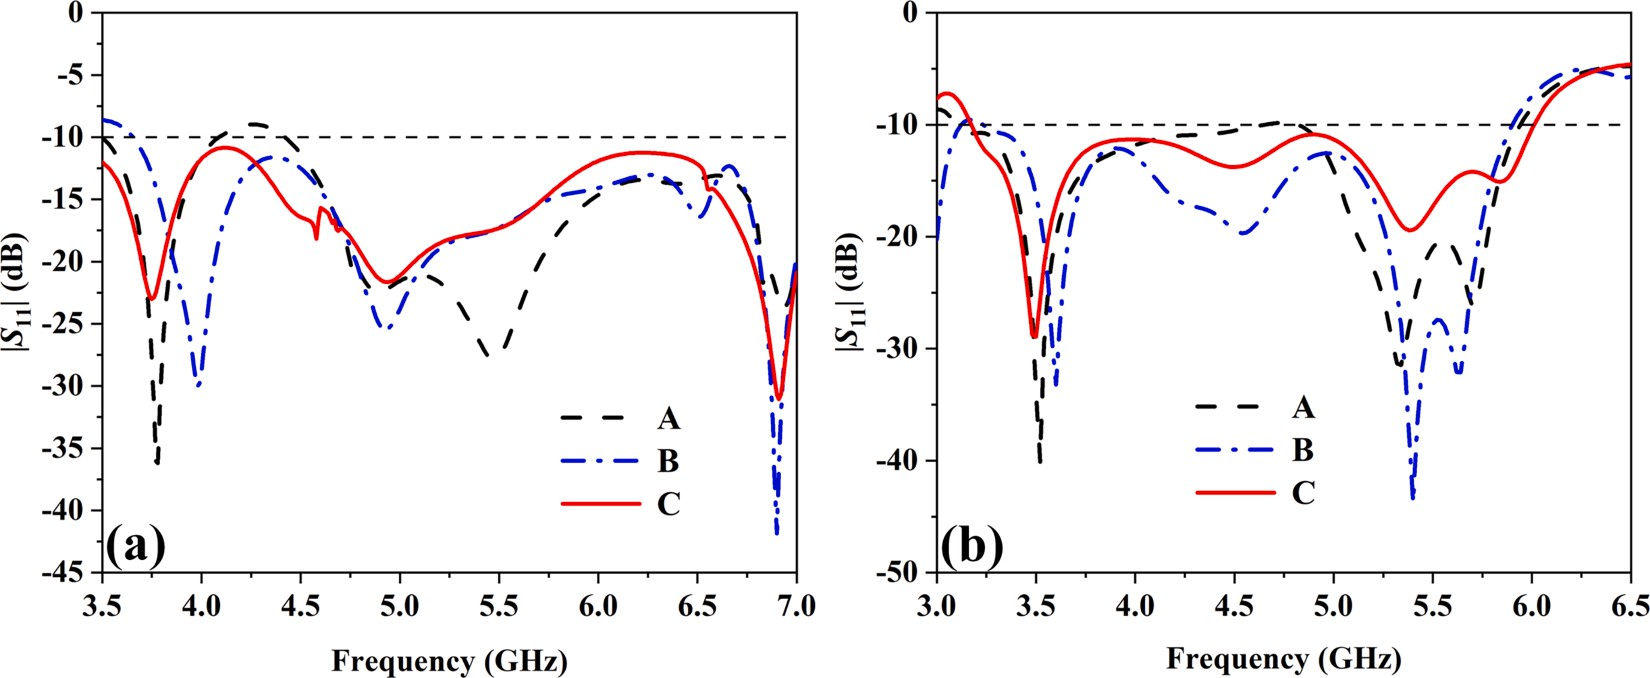 0
-5
-10
-15
-20
-25
-30
-35
-40
-45
|S11| (dB)
A
B
C
(a)
3.5 4.0 4.5 5.0 5.5 6.0 6.5 7.0
Frequency (GHz)
0
-10
-20
-30
-40
-50
|S11| (dB)
A
B
C
(b)
3.0 3.5 4.0 4.5 5.0 5.5 6.0 6.5
Frequency (GHz)